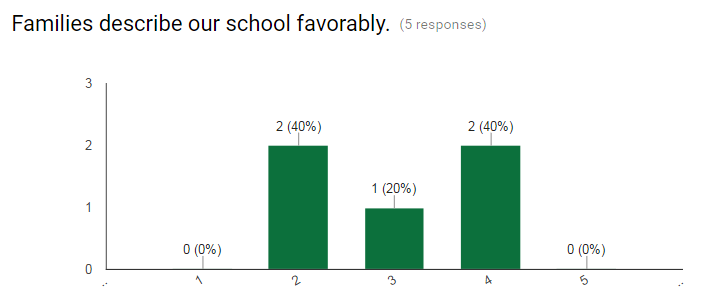 Families describe our school favorably. (5 responses)
3
2 (40%) 2 (40%)
2
1 (20%)
1
0 (0%) 0 (0%)
0
.. 1 2 3 4 5 ..